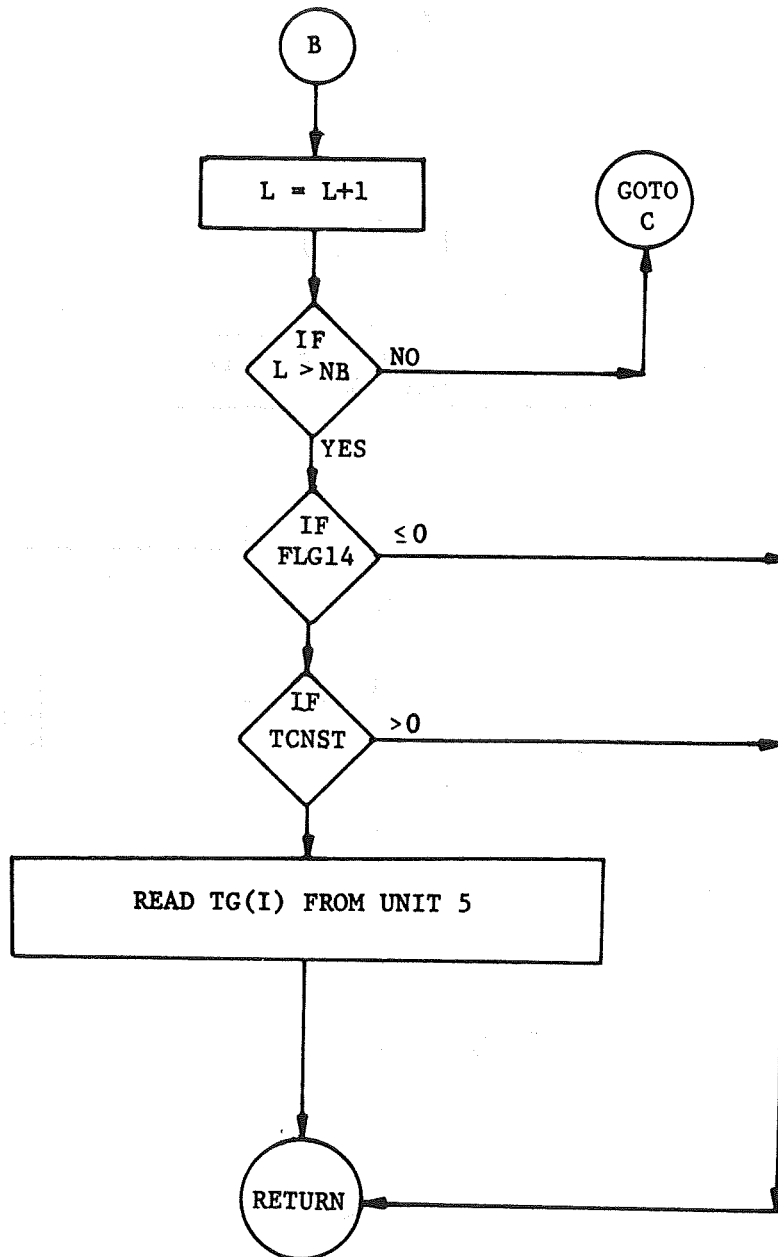 B
L = L+1
GOTO
C
IF
L > NB
NO
YES
IF
FLG14
≤0
IF
TCNST
>0
READ TG(I) FROM UNIT 5
RETURN